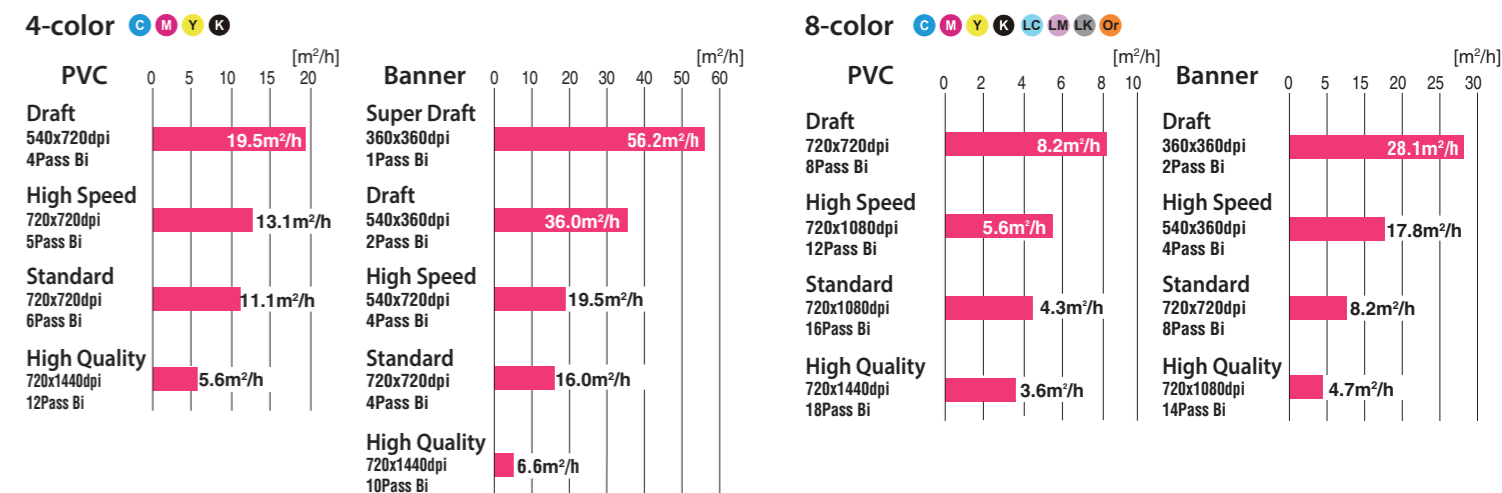 4-color C M Y K
PVC
[m²/h]
0 5 10 15 20
Draft
540x720dpi
4Pass Bi
19.5m²/h
High Speed
720x720dpi
5Pass Bi
13.1m²/h
Standard
720x720dpi
6Pass Bi
11.1m²/h
High Quality
720x1440dpi
12Pass Bi
5.6m²/h
Banner
[m²/h]
0 10 20 30 40 50 60
Super Draft
360x360dpi
1Pass Bi
56.2m²/h
Draft
540x360dpi
2Pass Bi
36.0m²/h
High Speed
540x720dpi
4Pass Bi
19.5m²/h
Standard
720x720dpi
4Pass Bi
16.0m²/h
High Quality
720x1440dpi
10Pass Bi
6.6m²/h
8-color C M Y K LC LM LK Or
PVC
[m²/h]
0 2 4 6 8 10
Draft
720x720dpi
8Pass Bi
8.2m²/h
High Speed
720x1080dpi
12Pass Bi
5.6m²/h
Standard
720x1080dpi
16Pass Bi
4.3m²/h
High Quality
720x1440dpi
18Pass Bi
3.6m²/h
Banner
[m²/h]
0 5 15 20 25 30
Draft
360x360dpi
2Pass Bi
28.1m²/h
High Speed
540x360dpi
4Pass Bi
17.8m²/h
Standard
720x720dpi
8Pass Bi
8.2m²/h
High Quality
720x1080dpi
14Pass Bi
4.7m²/h